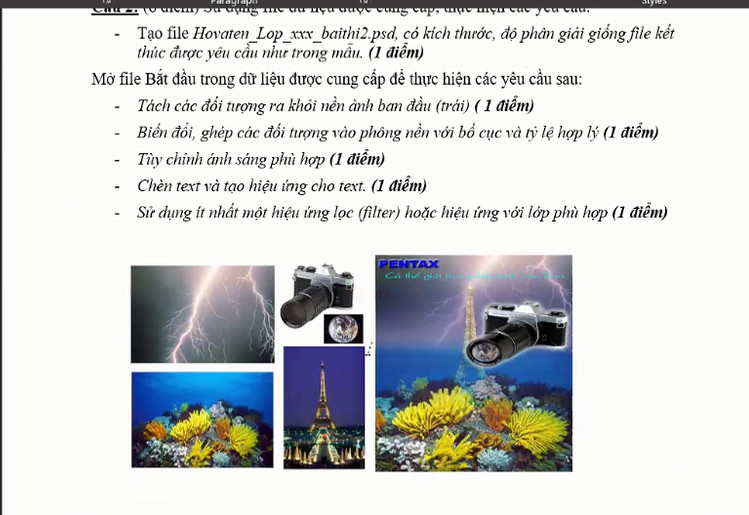 Paragraph
Styles
Câu 2: (6 điểm) Sử dụng file dữ liệu được cung cấp, thực hiện các yêu cầu:
- Tạo file Hovaten_Lop_xxx_baithi2.psd, có kích thước, độ phân giải giống file kết
thúc được yêu cầu như trong mẫu. (1 điểm)
Mở file Bắt đầu trong dữ liệu được cung cấp để thực hiện các yêu cầu sau:
- Tách các đối tượng ra khỏi nền ảnh ban đầu (trái) ( 1 điểm)
- Biến đổi, ghép các đối tượng vào phông nền với bố cục và tỷ lệ hợp lý (1 điểm)
- Tùy chỉnh ánh sáng phù hợp (1 điểm)
- Chèn text và tạo hiệu ứng cho text. (1 điểm)
- Sử dụng ít nhất một hiệu ứng lọc (filter) hoặc hiệu ứng với lớp phù hợp (1 điểm)
PENTAX
Cả thế giới trong